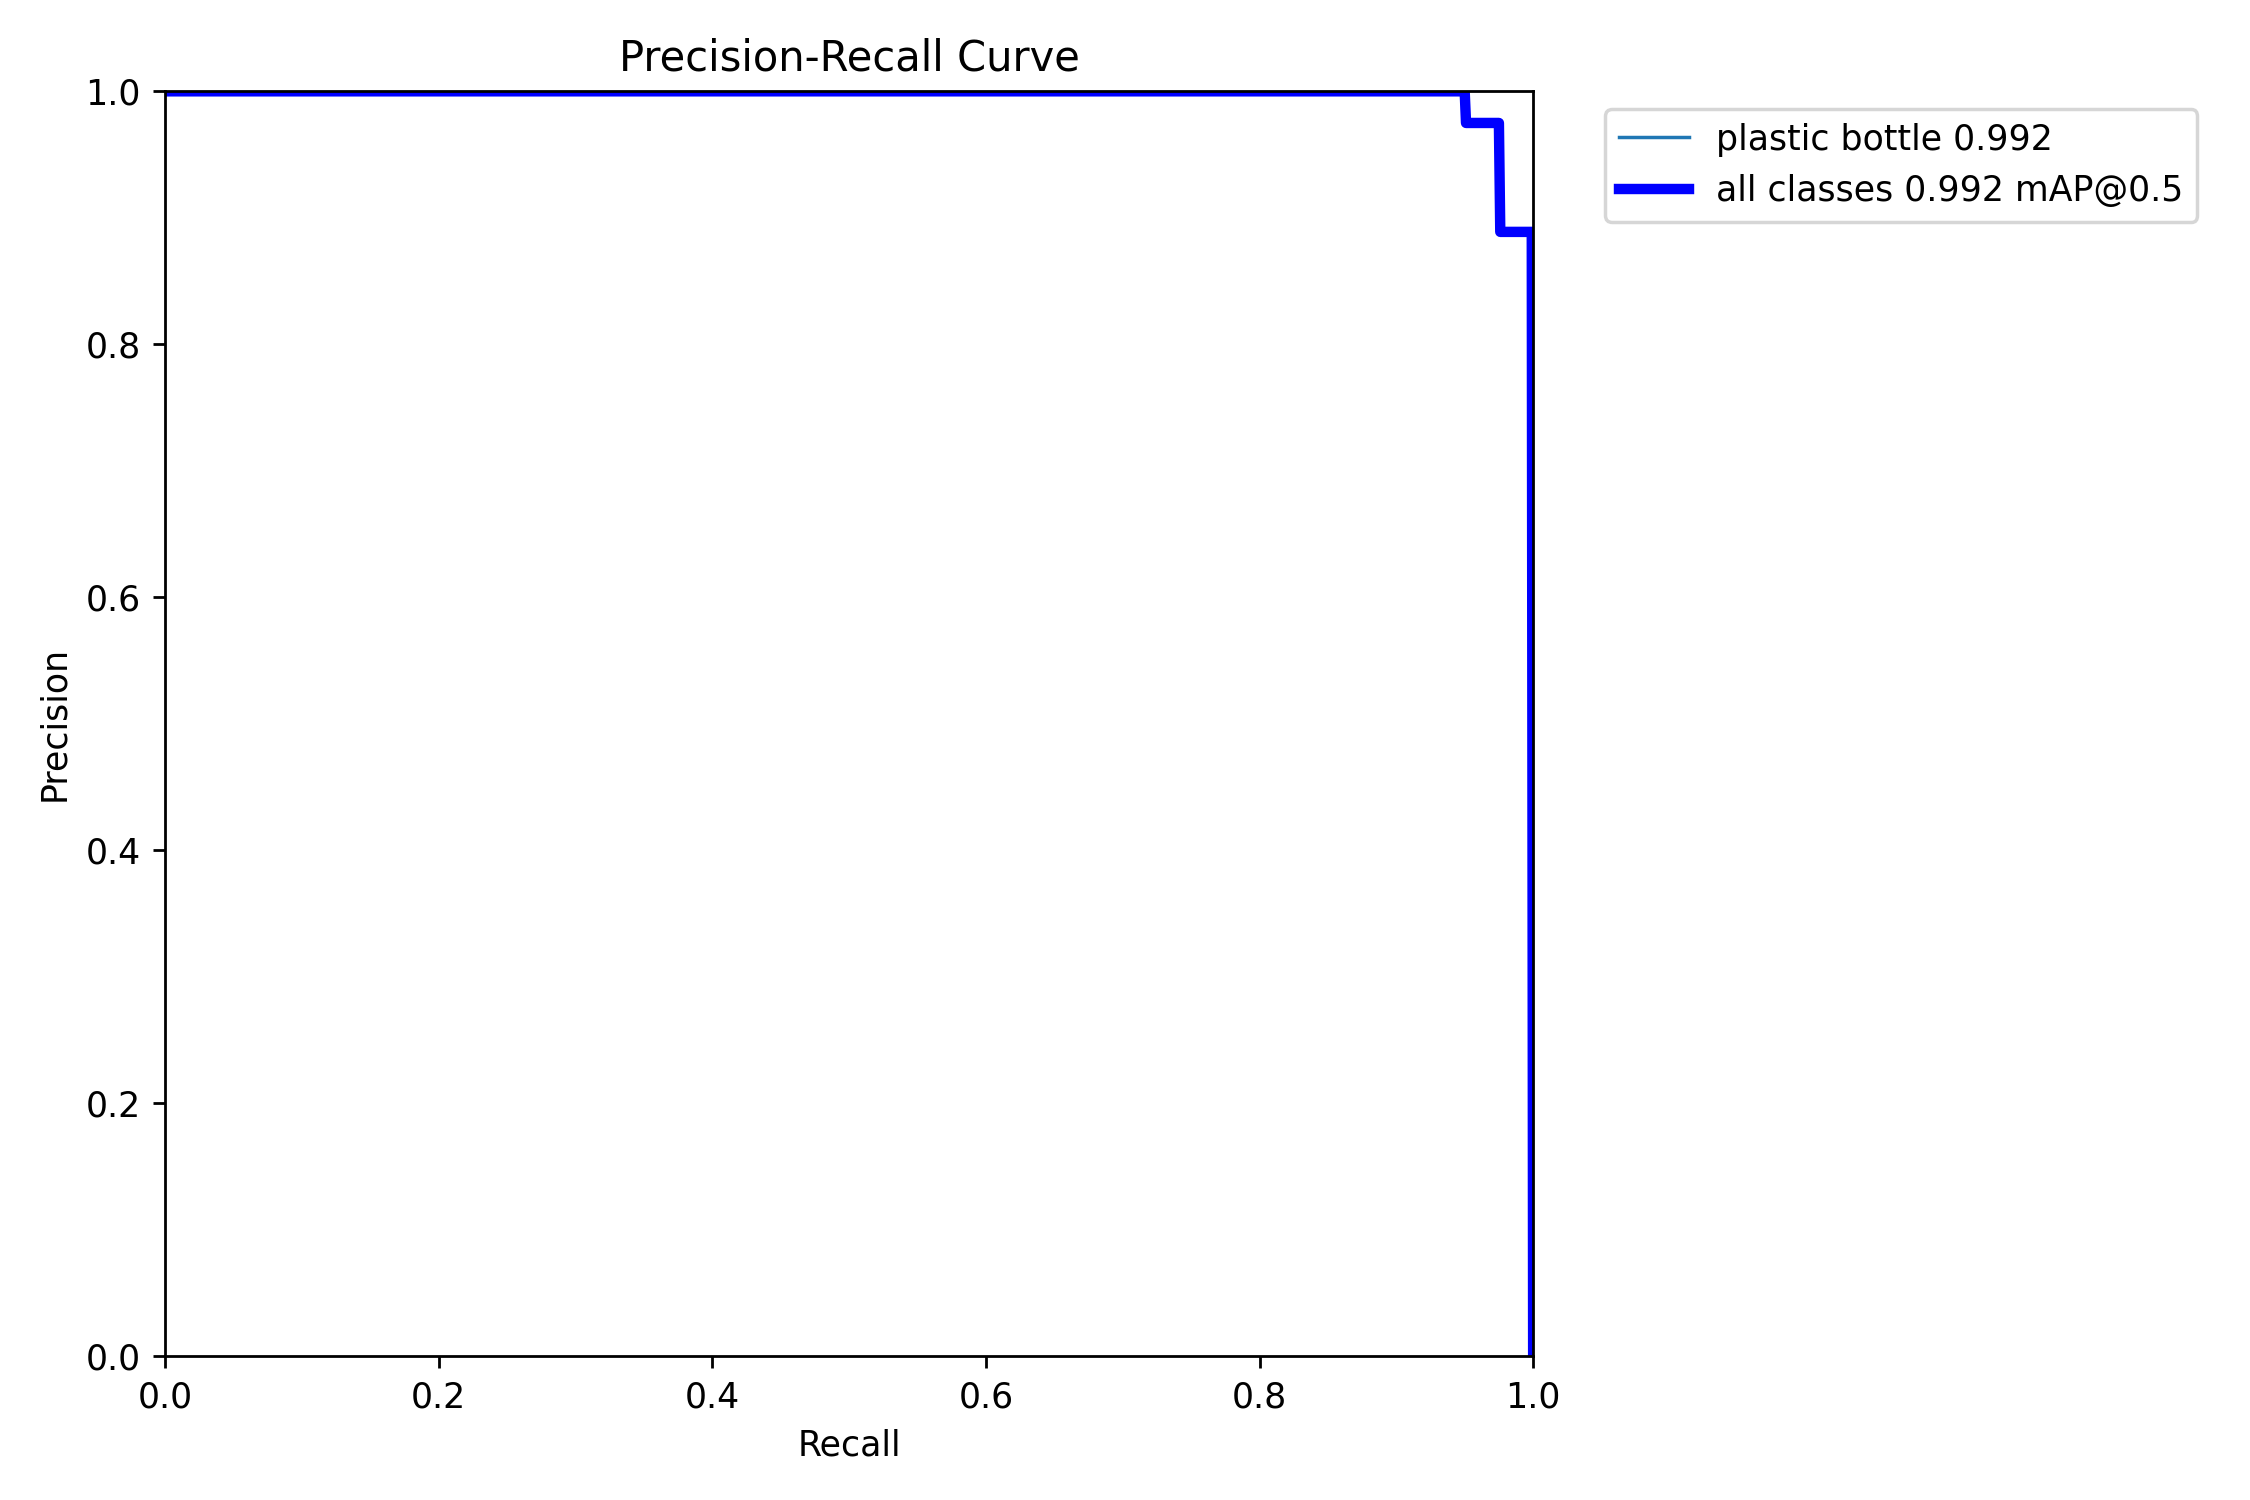 Precision-Recall Curve
1.0
0.8
0.6
0.4
0.2
0.0
Precision
0.0 0.2 0.4 0.6 0.8 1.0
Recall
plastic bottle 0.992
all classes 0.992 mAP@0.5